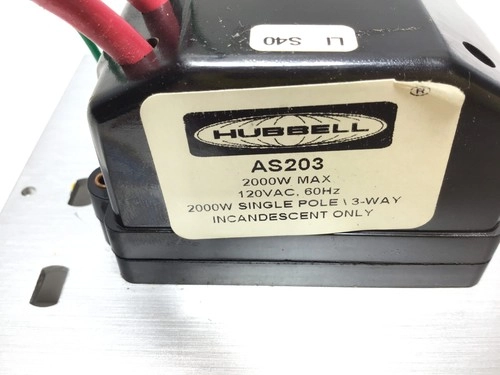 LI S40
HUBBELL
®
AS203
2000W MAX
120VAC, 60Hz
2000W SINGLE POLE \ 3-WAY
INCANDESCENT ONLY